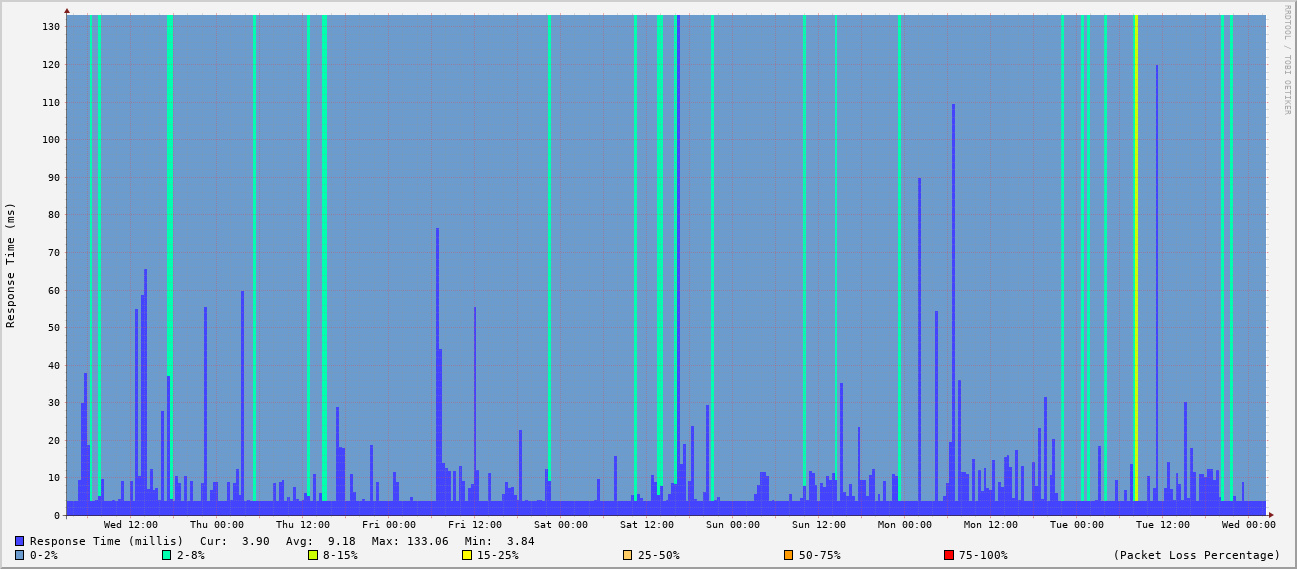 RRDTOOL / TOBI OETIKER
Response Time (ms)
130
120
110
100
90
80
70
60
50
40
30
20
10
0
Wed 12:00 Thu 00:00 Thu 12:00 Fri 00:00 Fri 12:00 Sat 00:00 Sat 12:00 Sun 00:00 Sun 12:00 Mon 00:00 Mon 12:00 Tue 00:00 Tue 12:00 Wed 00:00
Response Time (millis) Cur: 3.90 Avg: 9.18 Max: 133.06 Min: 3.84
0-2% 2-8% 8-15% 15-25% 25-50% 50-75% 75-100% (Packet Loss Percentage)